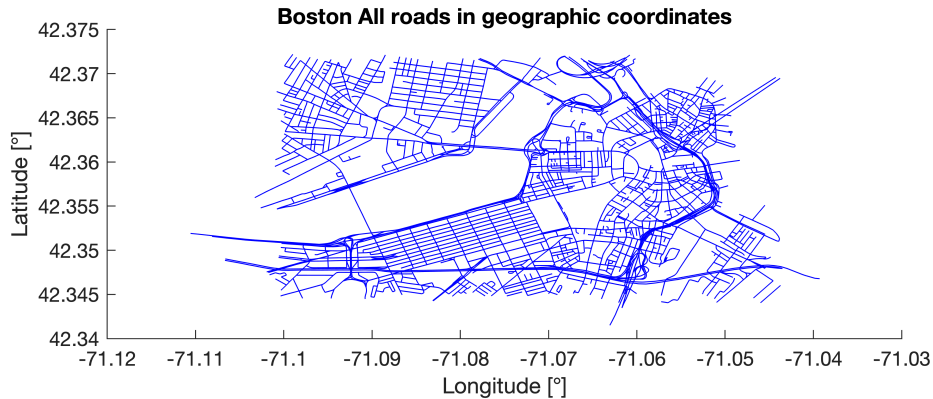 Boston All roads in geographic coordinates
42.375
42.37
42.365
42.36
42.355
42.35
42.345
42.34
Latitude [°]
-71.12 -71.11 -71.1 -71.09 -71.08 -71.07 -71.06 -71.05 -71.04 -71.03
Longitude [°]